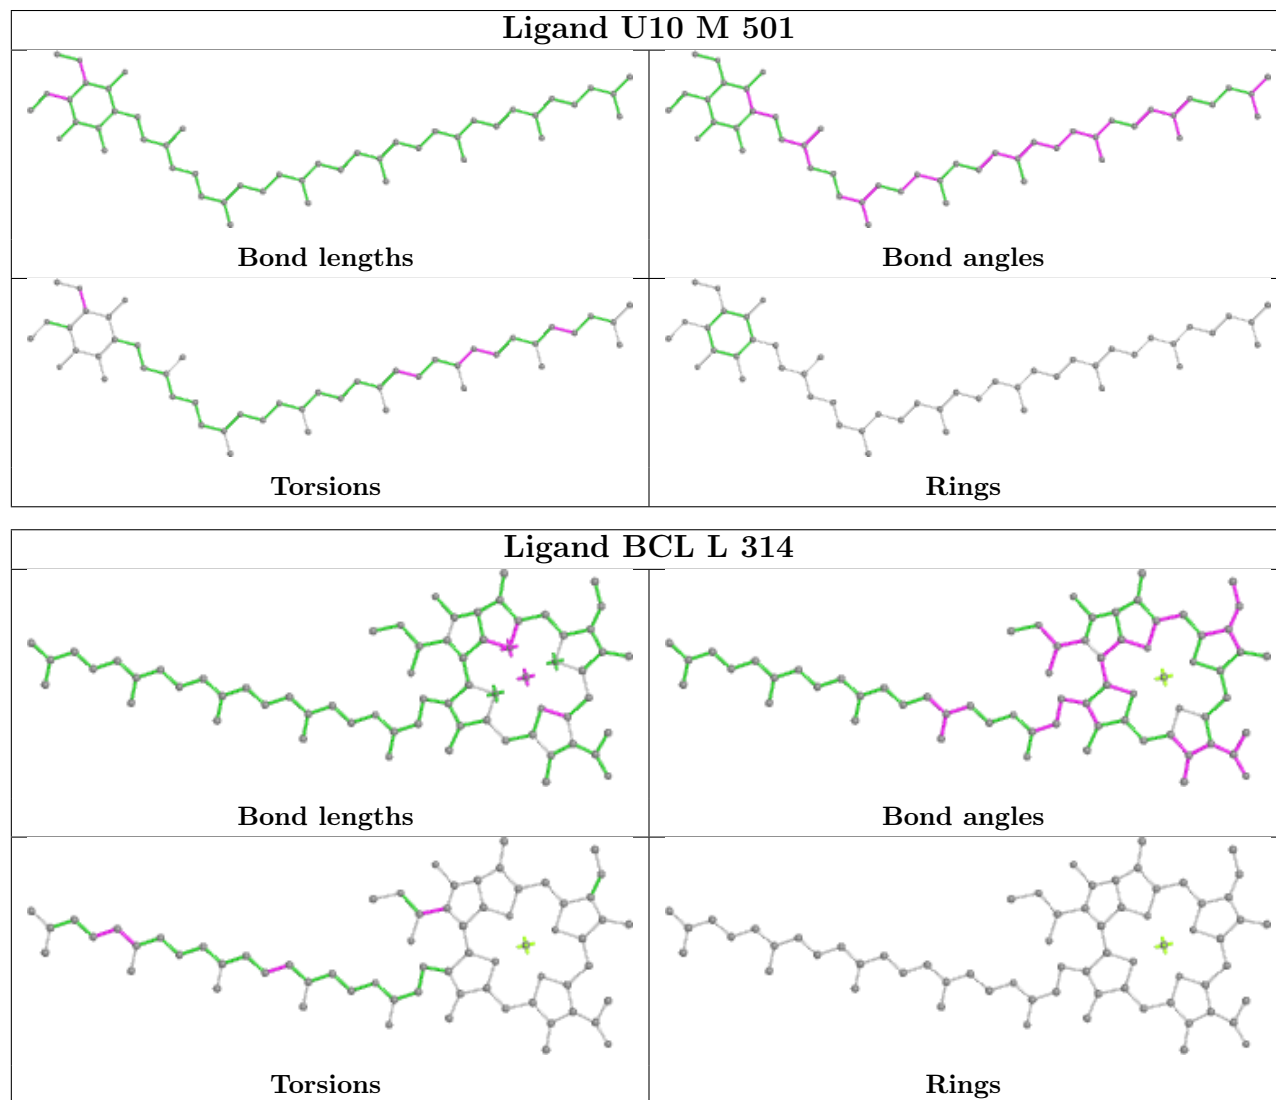 Ligand U10 M 501
Bond lengths
Bond angles
Torsions
Rings
Ligand BCL L 314
Bond lengths
Bond angles
Torsions
Rings